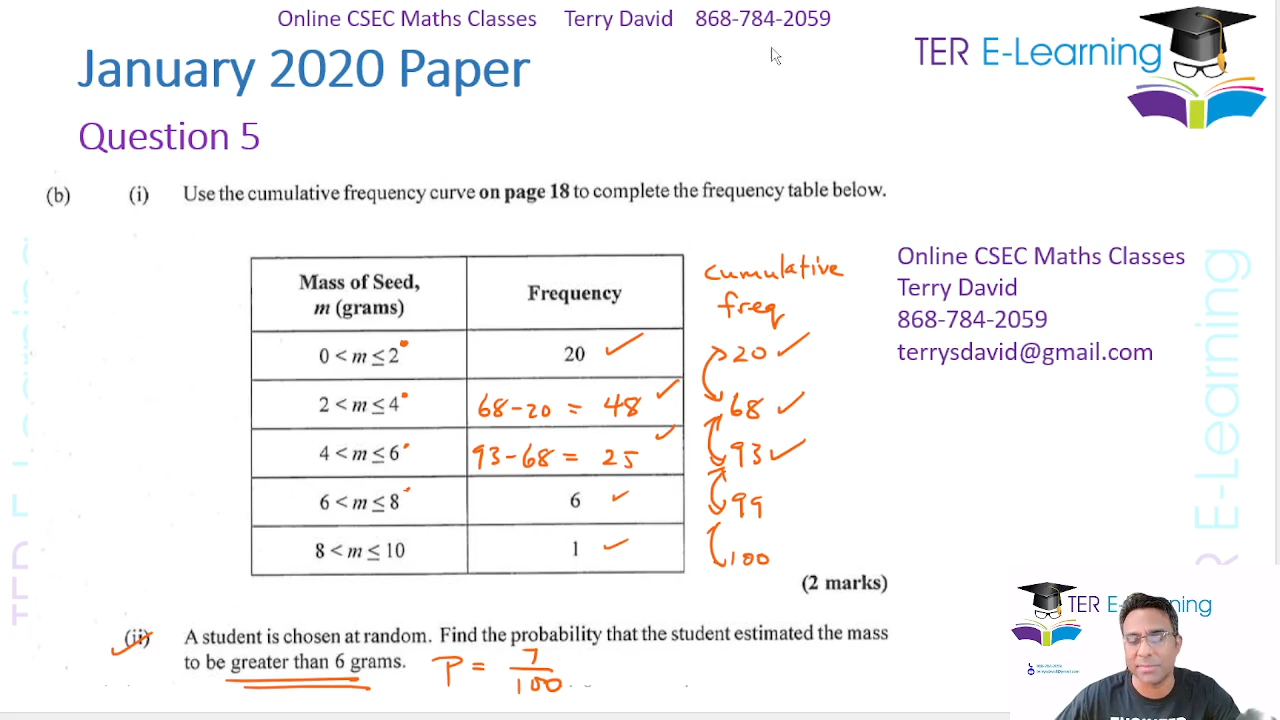 Online CSEC Maths Classes Terry David 868-784-2059
TER E-Learning
January 2020 Paper
Question 5
(b) (i) Use the cumulative frequency curve on page 18 to complete the frequency table below.
Mass of Seed, m (grams) Frequency cumulative freq
0 < m ≤ 2 20 20
2 < m ≤ 4 68-20 = 48 68
4 < m ≤ 6 93-68 = 25 93
6 < m ≤ 8 6 99
8 < m ≤ 10 1 100
(2 marks)
Online CSEC Maths Classes
Terry David
868-784-2059
terrysdavid@gmail.com
(ii) A student is chosen at random. Find the probability that the student estimated the mass
to be greater than 6 grams. P = 7/100
TER E-Learning
TER E-Learning